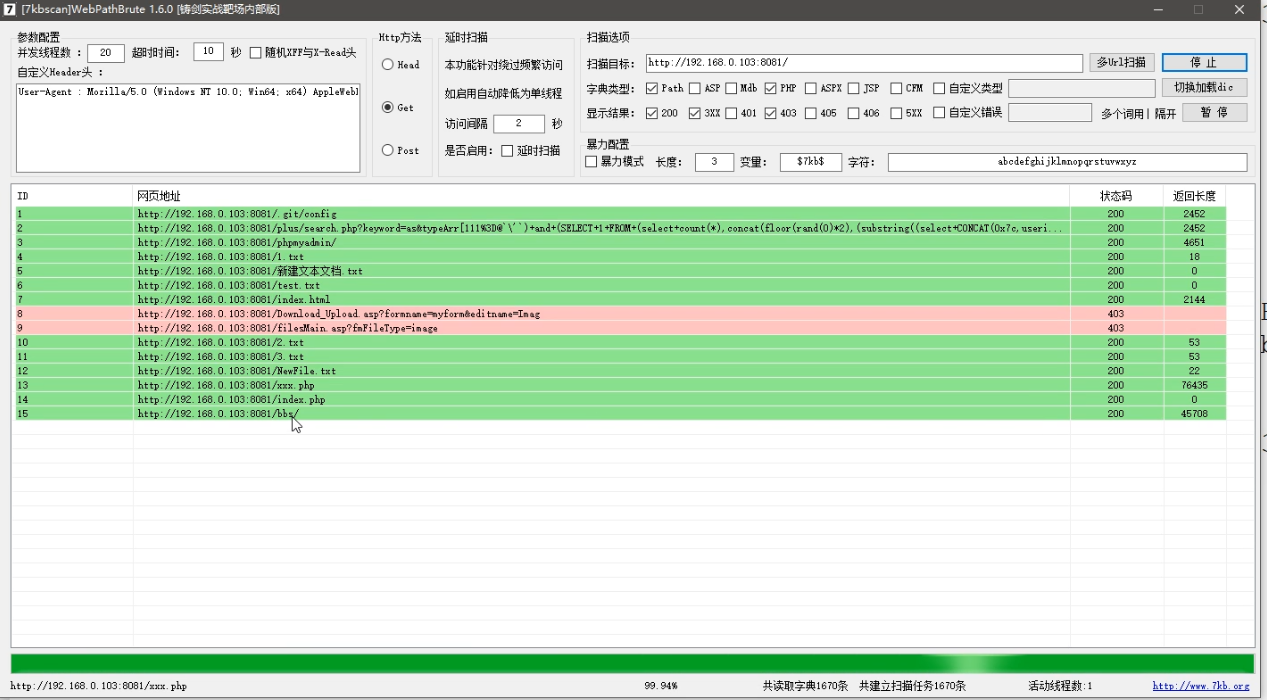 [7kbscan]WebPathBrute 1.6.0 [铸剑实战靶场内部版]
参数配置
并发线程数 ： 20 超时时间： 10 秒 随机XFF与X-Read头
自定义Header头 ：
User-Agent : Mozilla/5.0 (Windows NT 10.0; Win64; x64) AppleWebK
Http方法
Head
Get
Post
延时扫描
本功能针对绕过频繁访问
如启用自动降低为单线程
访问间隔 2 秒
是否启用： 延时扫描
扫描选项
扫描目标： http://192.168.0.103:8081/ 多Url扫描 停 止
字典类型： Path ASP Mdb PHP ASPX JSP CFM 自定义类型 切换加载dic
显示结果： 200 3XX 401 403 405 406 5XX 自定义错误 多个词用|隔开 暂 停
暴力配置
暴力模式 长度： 3 变量： $7kb$ 字符： abcdefghijklmnopqrstuvwxyz
ID 网页地址 状态码 返回长度
1 http://192.168.0.103:8081/.git/config 200 2452
2 http://192.168.0.103:8081/plus/search.php?keyword=as&typeArr[111%3D@`\'`)+and+(SELECT+1+FROM+(select+count(*),concat(floor(rand(0)*2),(substring((select+CONCAT(0x7c,useri... 200 2452
3 http://192.168.0.103:8081/phpmyadmin/ 200 4651
4 http://192.168.0.103:8081/1.txt 200 18
5 http://192.168.0.103:8081/新建文本文档.txt 200 0
6 http://192.168.0.103:8081/test.txt 200 0
7 http://192.168.0.103:8081/index.html 200 2144
8 http://192.168.0.103:8081/Download_Upload.asp?formname=myform&editname=Imag 403
9 http://192.168.0.103:8081/filesMain.asp?fmFileType=image 403
10 http://192.168.0.103:8081/2.txt 200 53
11 http://192.168.0.103:8081/3.txt 200 53
12 http://192.168.0.103:8081/NewFile.txt 200 22
13 http://192.168.0.103:8081/xxx.php 200 76435
14 http://192.168.0.103:8081/index.php 200 0
15 http://192.168.0.103:8081/bbs/ 200 45708
http://192.168.0.103:8081/xxx.php 99.94% 共读取字典1670条 共建立扫描任务1670条 活动线程数:1 http://www.7kb.org